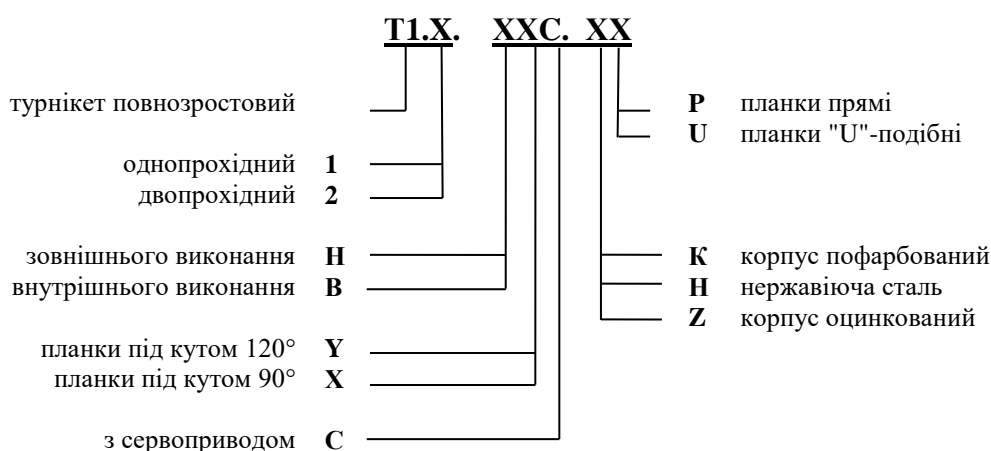 Т1.Х. ХХС. ХХ
турнікет повнозростовий
однопрохідний 1
двопрохідний 2
зовнішнього виконання Н
внутрішнього виконання В
планки під кутом 120° Y
планки під кутом 90° X
з сервоприводом С
Р планки прямі
U планки "U"-подібні
К корпус пофарбований
Н нержавіюча сталь
Z корпус оцинкований